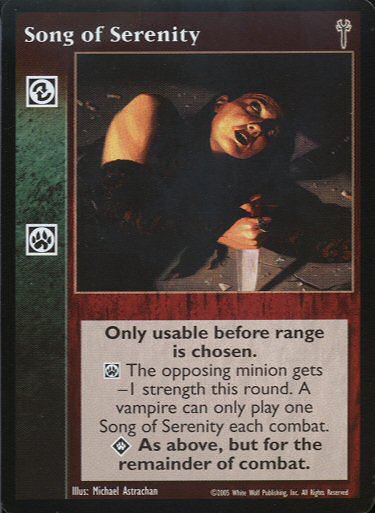 Song of Serenity
Only usable before range
is chosen.
The opposing minion gets
–1 strength this round. A
vampire can only play one
Song of Serenity each combat.
As above, but for the
remainder of combat.
Illus: Michael Astrachan
©2005 White Wolf Publishing, Inc. All Rights Reserved